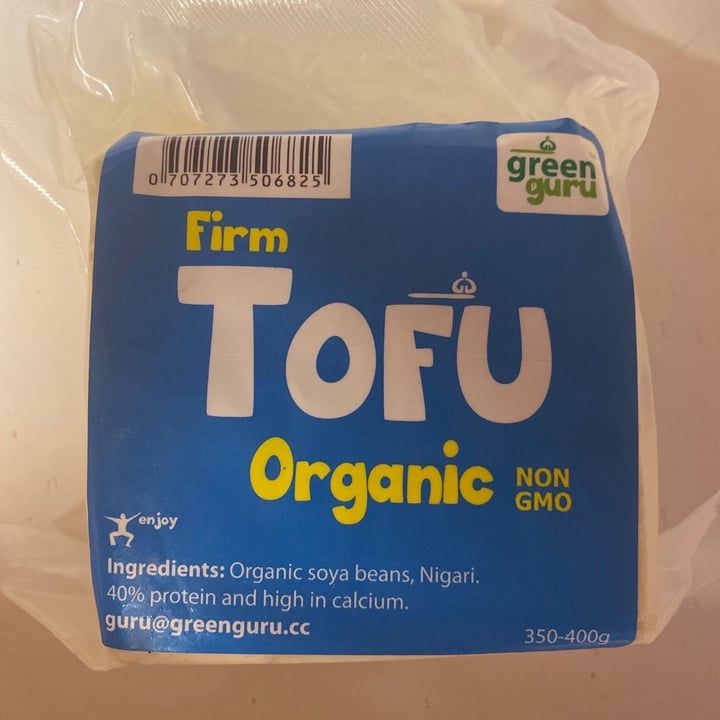 0 707273 506825
green
guru
Firm
TOFU
Organic
NON
GMO
enjoy
Ingredients: Organic soya beans, Nigari.
40% protein and high in calcium.
guru@greenguru.cc
350-400g